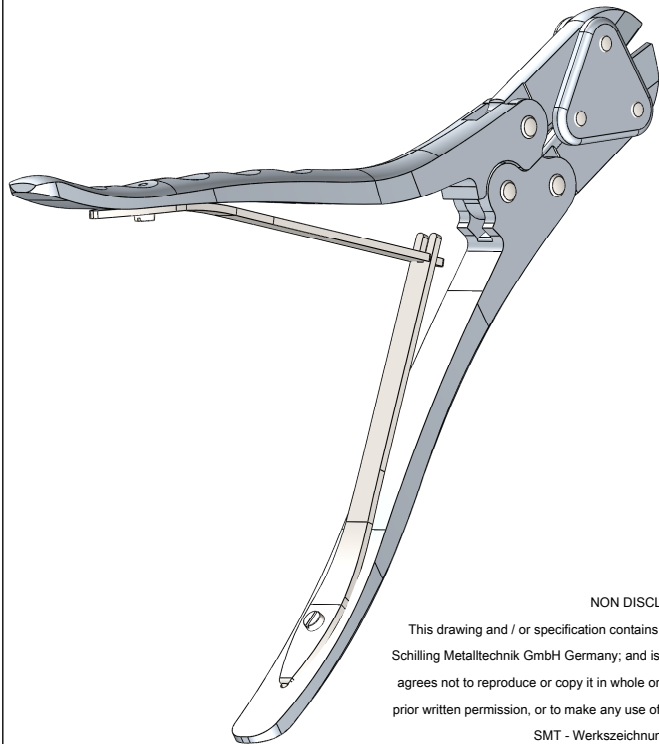 NON DISCL
This drawing and / or specification contains
Schilling Metalltechnik GmbH Germany; and is
agrees not to reproduce or copy it in whole or
prior written permission, or to make any use of
SMT - Werkszeichnun